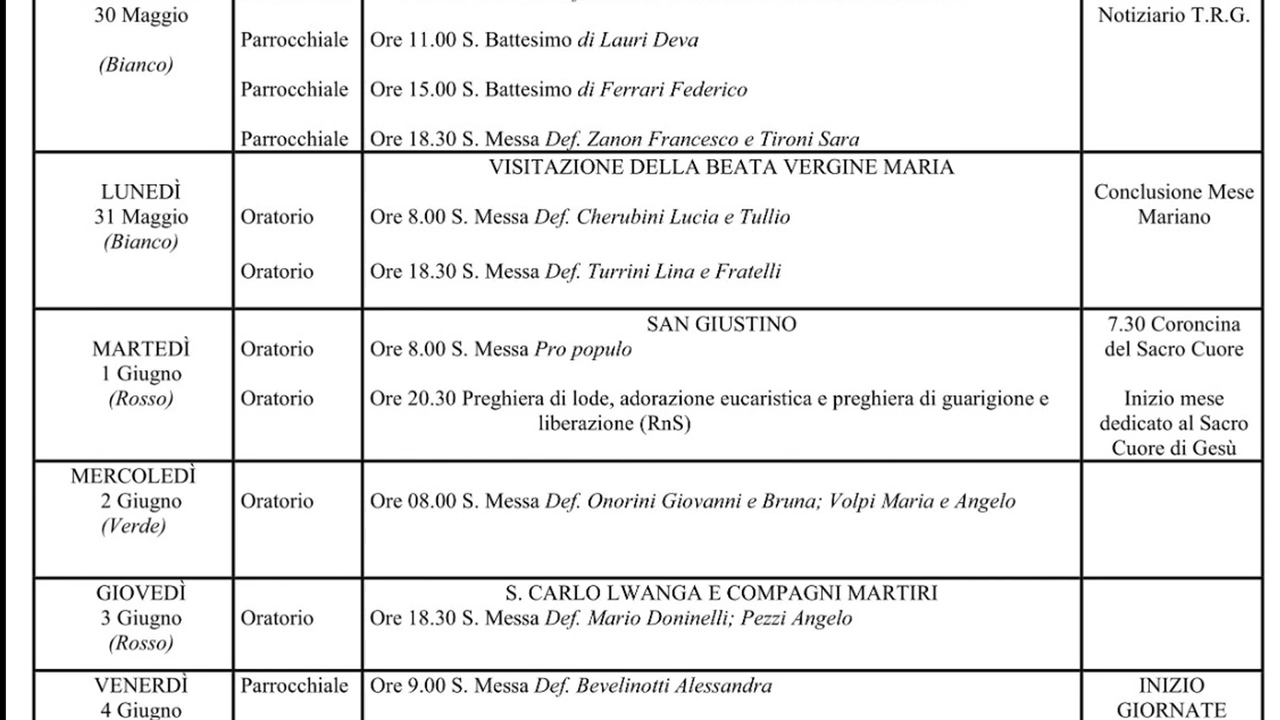 30 Maggio
(Bianco)
Parrocchiale Ore 11.00 S. Battesimo di Lauri Deva
Parrocchiale Ore 15.00 S. Battesimo di Ferrari Federico
Parrocchiale Ore 18.30 S. Messa Def. Zanon Francesco e Tironi Sara
Notiziario T.R.G.
LUNEDÌ
31 Maggio
(Bianco)
VISITAZIONE DELLA BEATA VERGINE MARIA
Oratorio Ore 8.00 S. Messa Def. Cherubini Lucia e Tullio
Oratorio Ore 18.30 S. Messa Def. Turrini Lina e Fratelli
Conclusione Mese
Mariano
MARTEDÌ
1 Giugno
(Rosso)
SAN GIUSTINO
Oratorio Ore 8.00 S. Messa Pro populo
Oratorio Ore 20.30 Preghiera di lode, adorazione eucaristica e preghiera di guarigione e
liberazione (RnS)
7.30 Coroncina
del Sacro Cuore
Inizio mese
dedicato al Sacro
Cuore di Gesù
MERCOLEDÌ
2 Giugno
(Verde)
Oratorio Ore 08.00 S. Messa Def. Onorini Giovanni e Bruna; Volpi Maria e Angelo
GIOVEDÌ
3 Giugno
(Rosso)
S. CARLO LWANGA E COMPAGNI MARTIRI
Oratorio Ore 18.30 S. Messa Def. Mario Doninelli; Pezzi Angelo
VENERDÌ
4 Giugno
Parrocchiale Ore 9.00 S. Messa Def. Bevelinotti Alessandra
INIZIO
GIORNATE